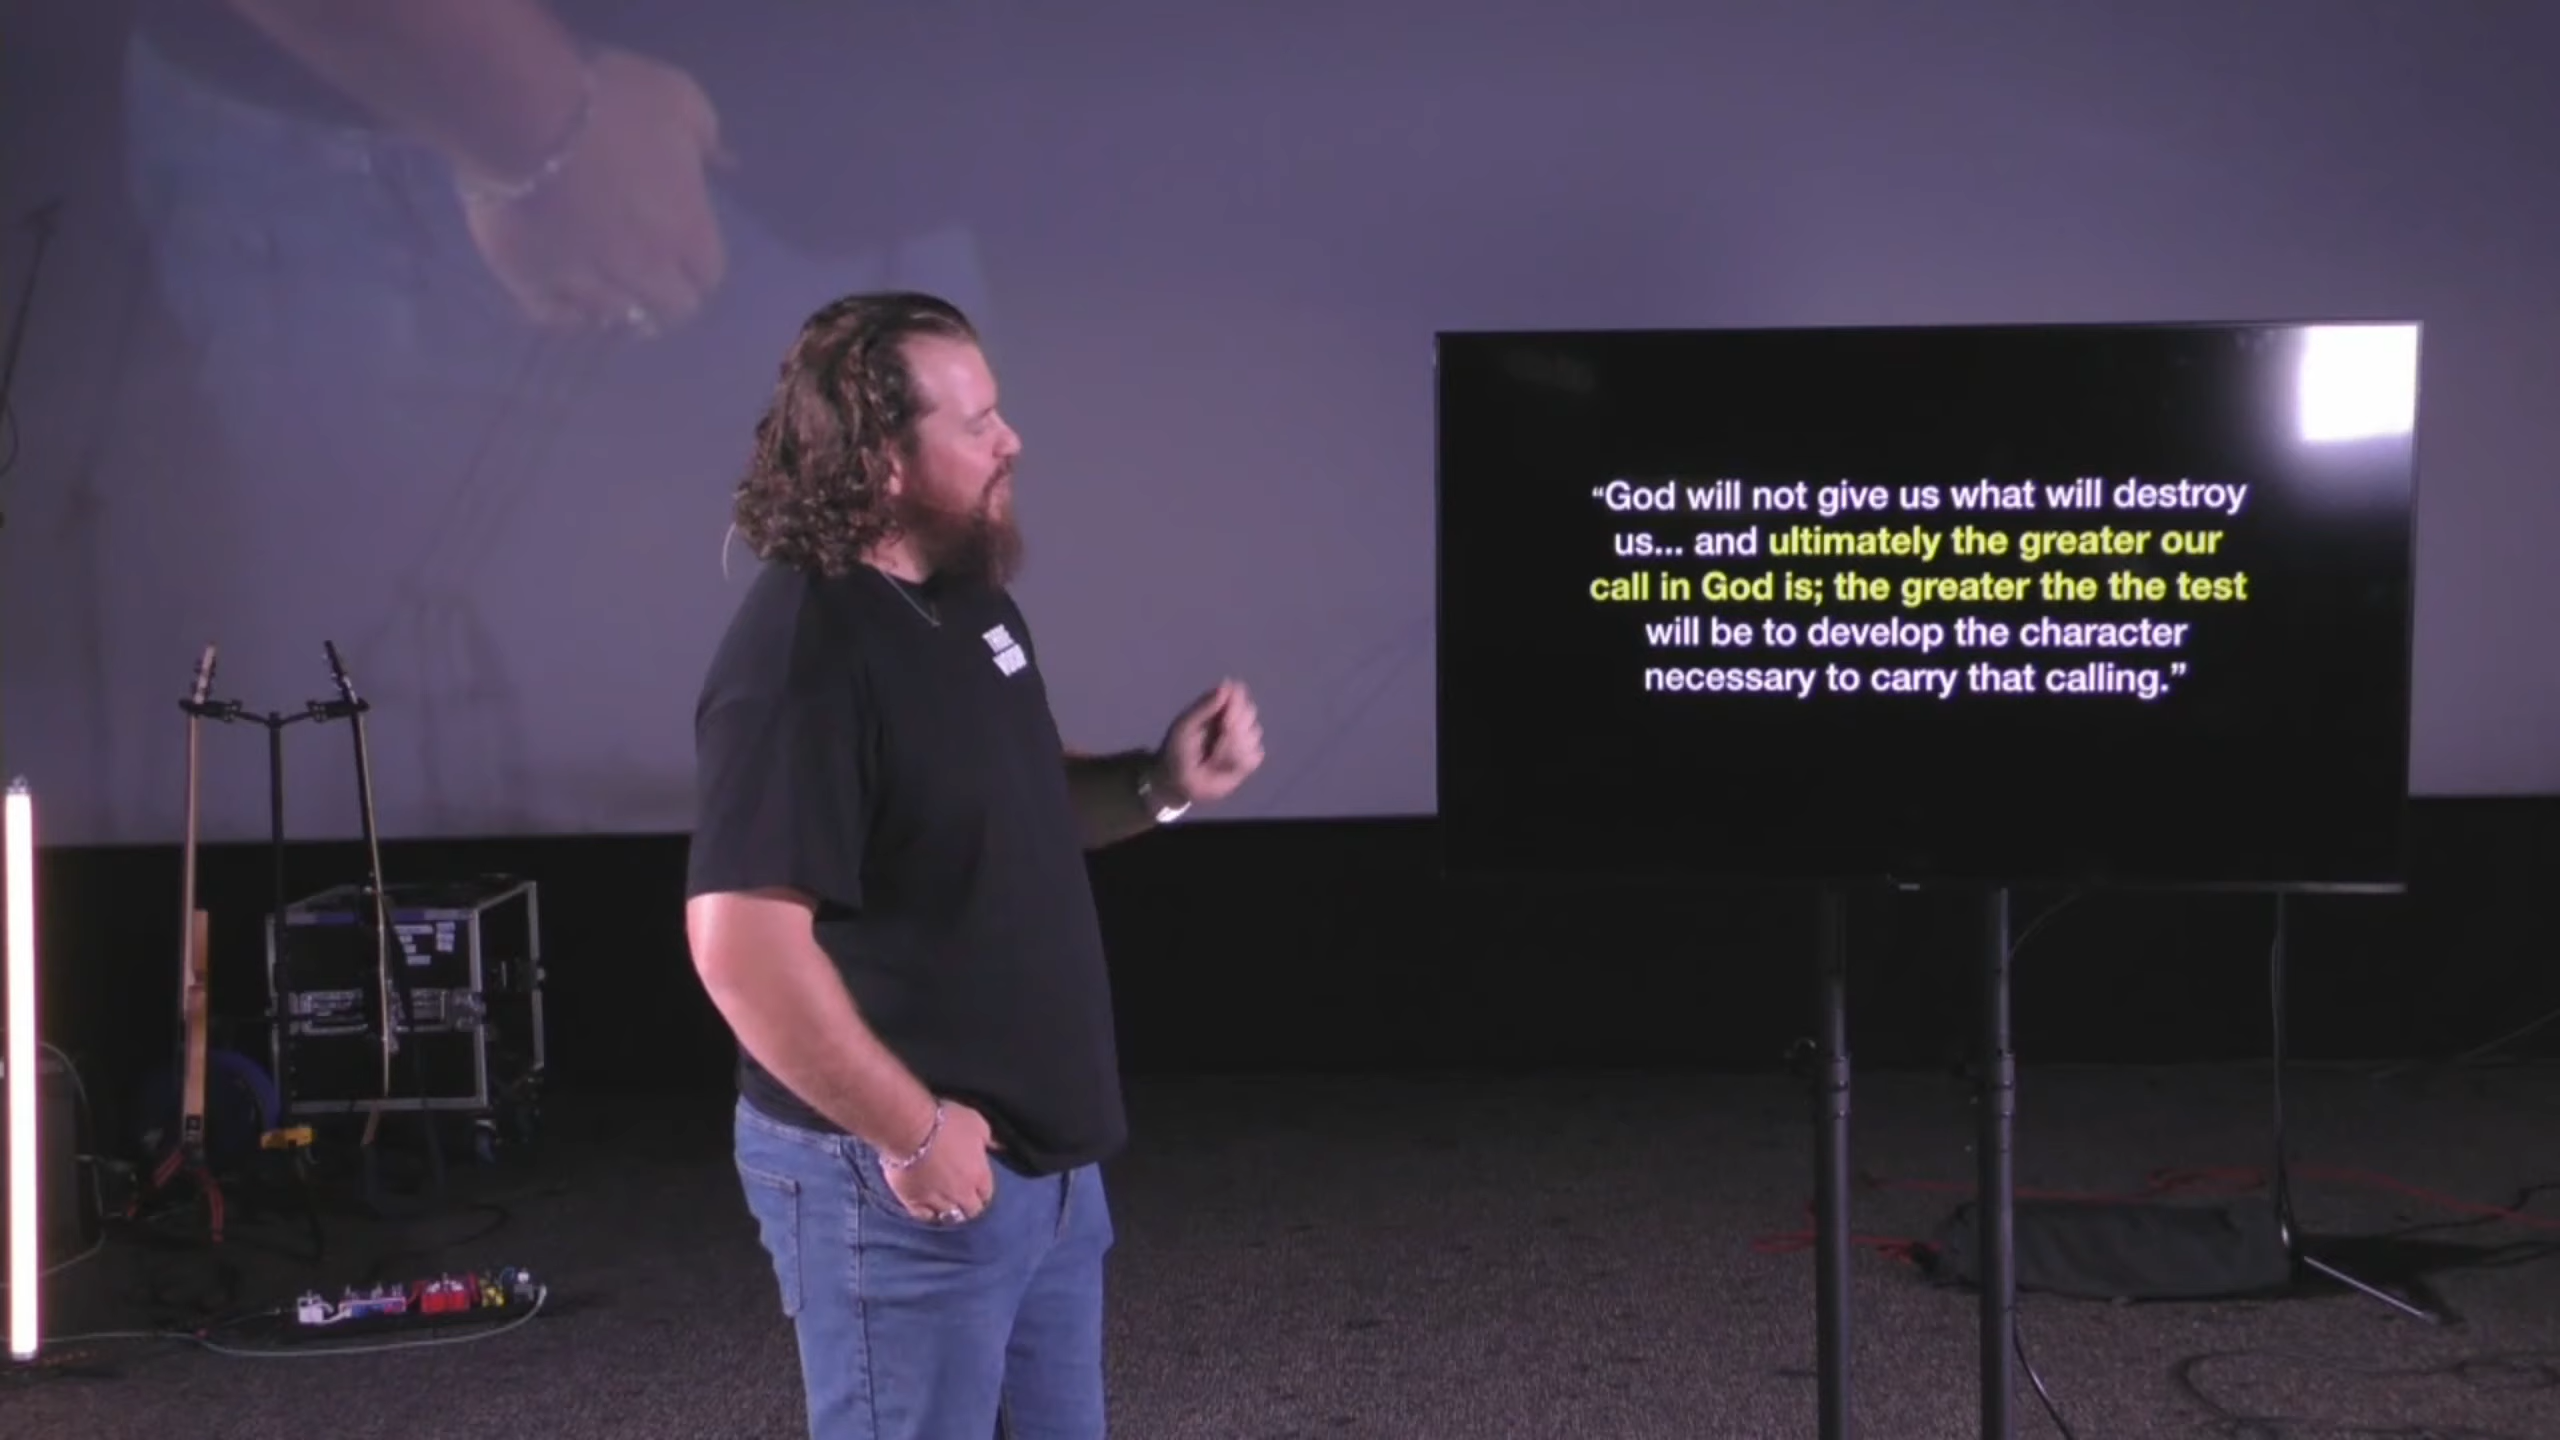 “God will not give us what will destroy
us... and ultimately the greater our
call in God is; the greater the the test
will be to develop the character
necessary to carry that calling.”